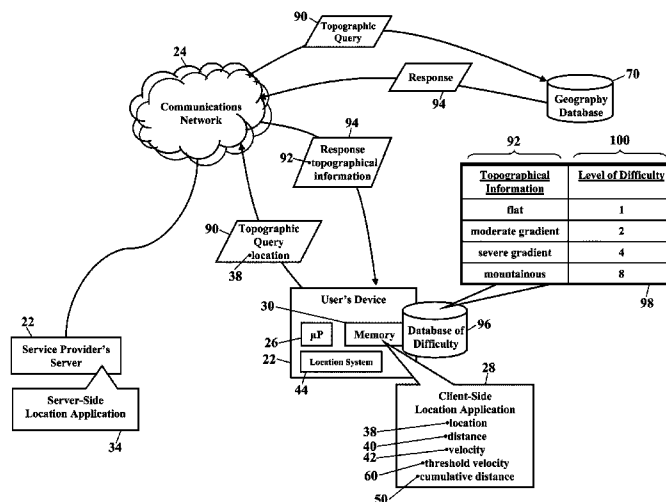 90
Topographic
Query
24
Response
94
70
Geography
Database
Communications
Network
94
92
Response
•topographical
information
92
100
Topographical
Information
Level of Difficulty
flat
1
moderate gradient
2
severe gradient
4
mountainous
8
98
90
Topographic
Query
•location
38
User's Device
30
26
µP
Memory
22
Location System
44
Database of
Difficulty
96
22
Service Provider's
Server
Server-Side
Location Application
34
28
Client-Side
Location Application
38
•location
40
•distance
42
•velocity
60
•threshold velocity
50
•cumulative distance